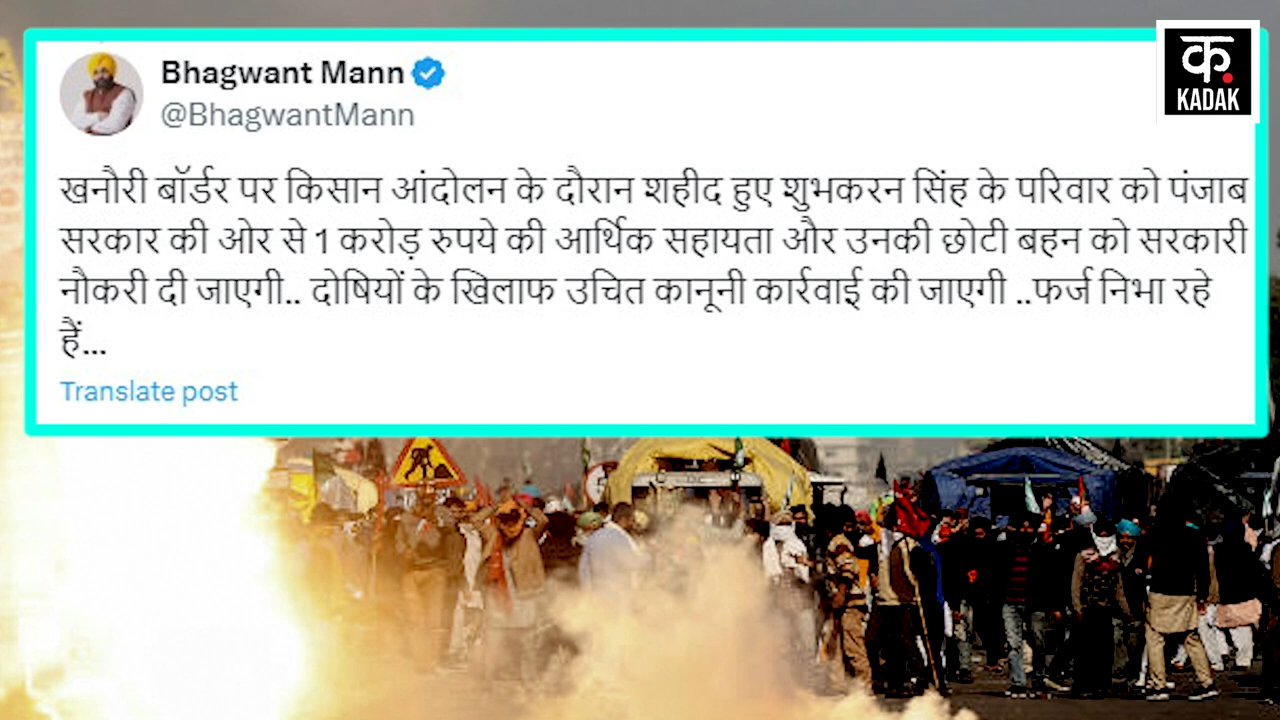 क.
KADAK
Bhagwant Mann
@BhagwantMann
खनौरी बॉर्डर पर किसान आंदोलन के दौरान शहीद हुए शुभकरन सिंह के परिवार को पंजाब
सरकार की ओर से 1 करोड़ रुपये की आर्थिक सहायता और उनकी छोटी बहन को सरकारी
नौकरी दी जाएगी.. दोषियों के खिलाफ उचित कानूनी कार्रवाई की जाएगी ..फर्ज निभा रहे
हैं...
Translate post